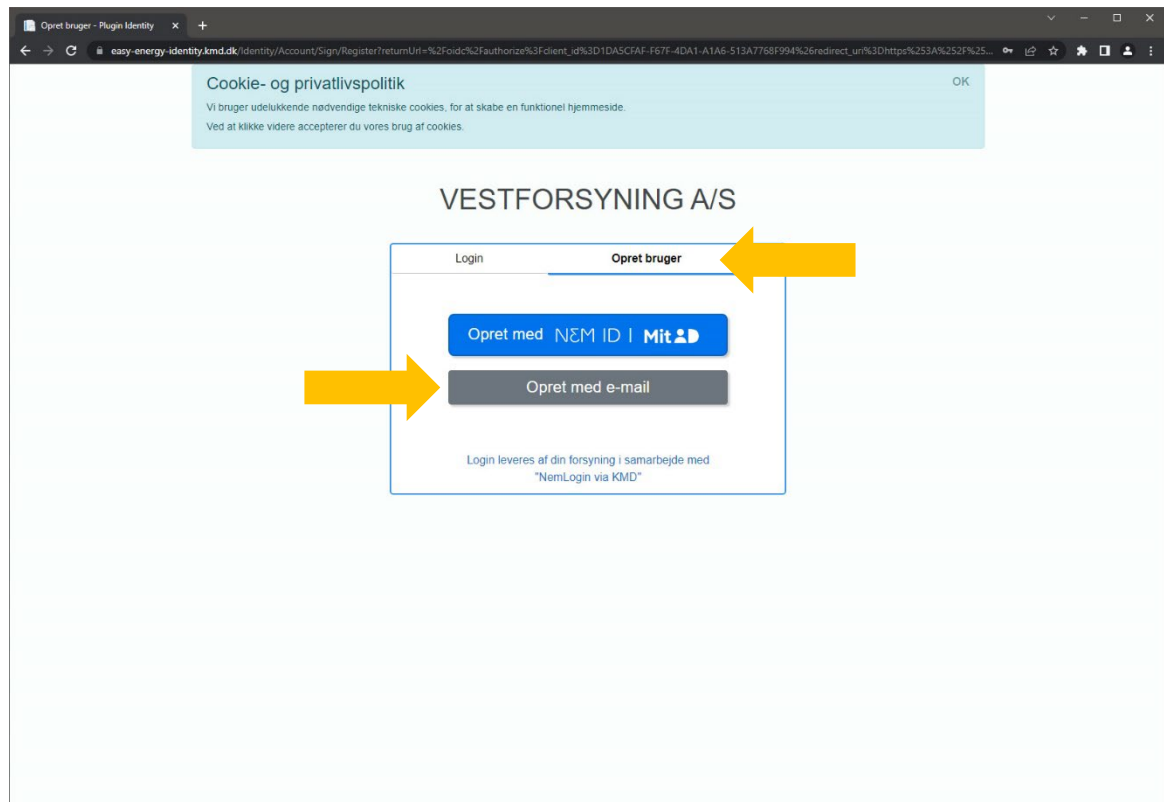 Opret bruger - Plugin Identity
easy-energy-identity.kmd.dk/Identity/Account/Sign/Register?returnUrl=%2Foidc%2Fauthorize%3Fclient_id%3D1DA5CFAF-F67F-4DA1-A1A6-513A7768F994%26redirect_uri%3Dhttps%253A%252F%25...
Cookie- og privatlivspolitik
OK
Vi bruger udelukkende nødvendige tekniske cookies, for at skabe en funktionel hjemmeside.
Ved at klikke videre accepterer du vores brug af cookies.
VESTFORSYNING A/S
Login Opret bruger
Opret med NEM ID | Mit ID
Opret med e-mail
Login leveres af din forsyning i samarbejde med
"NemLogin via KMD"